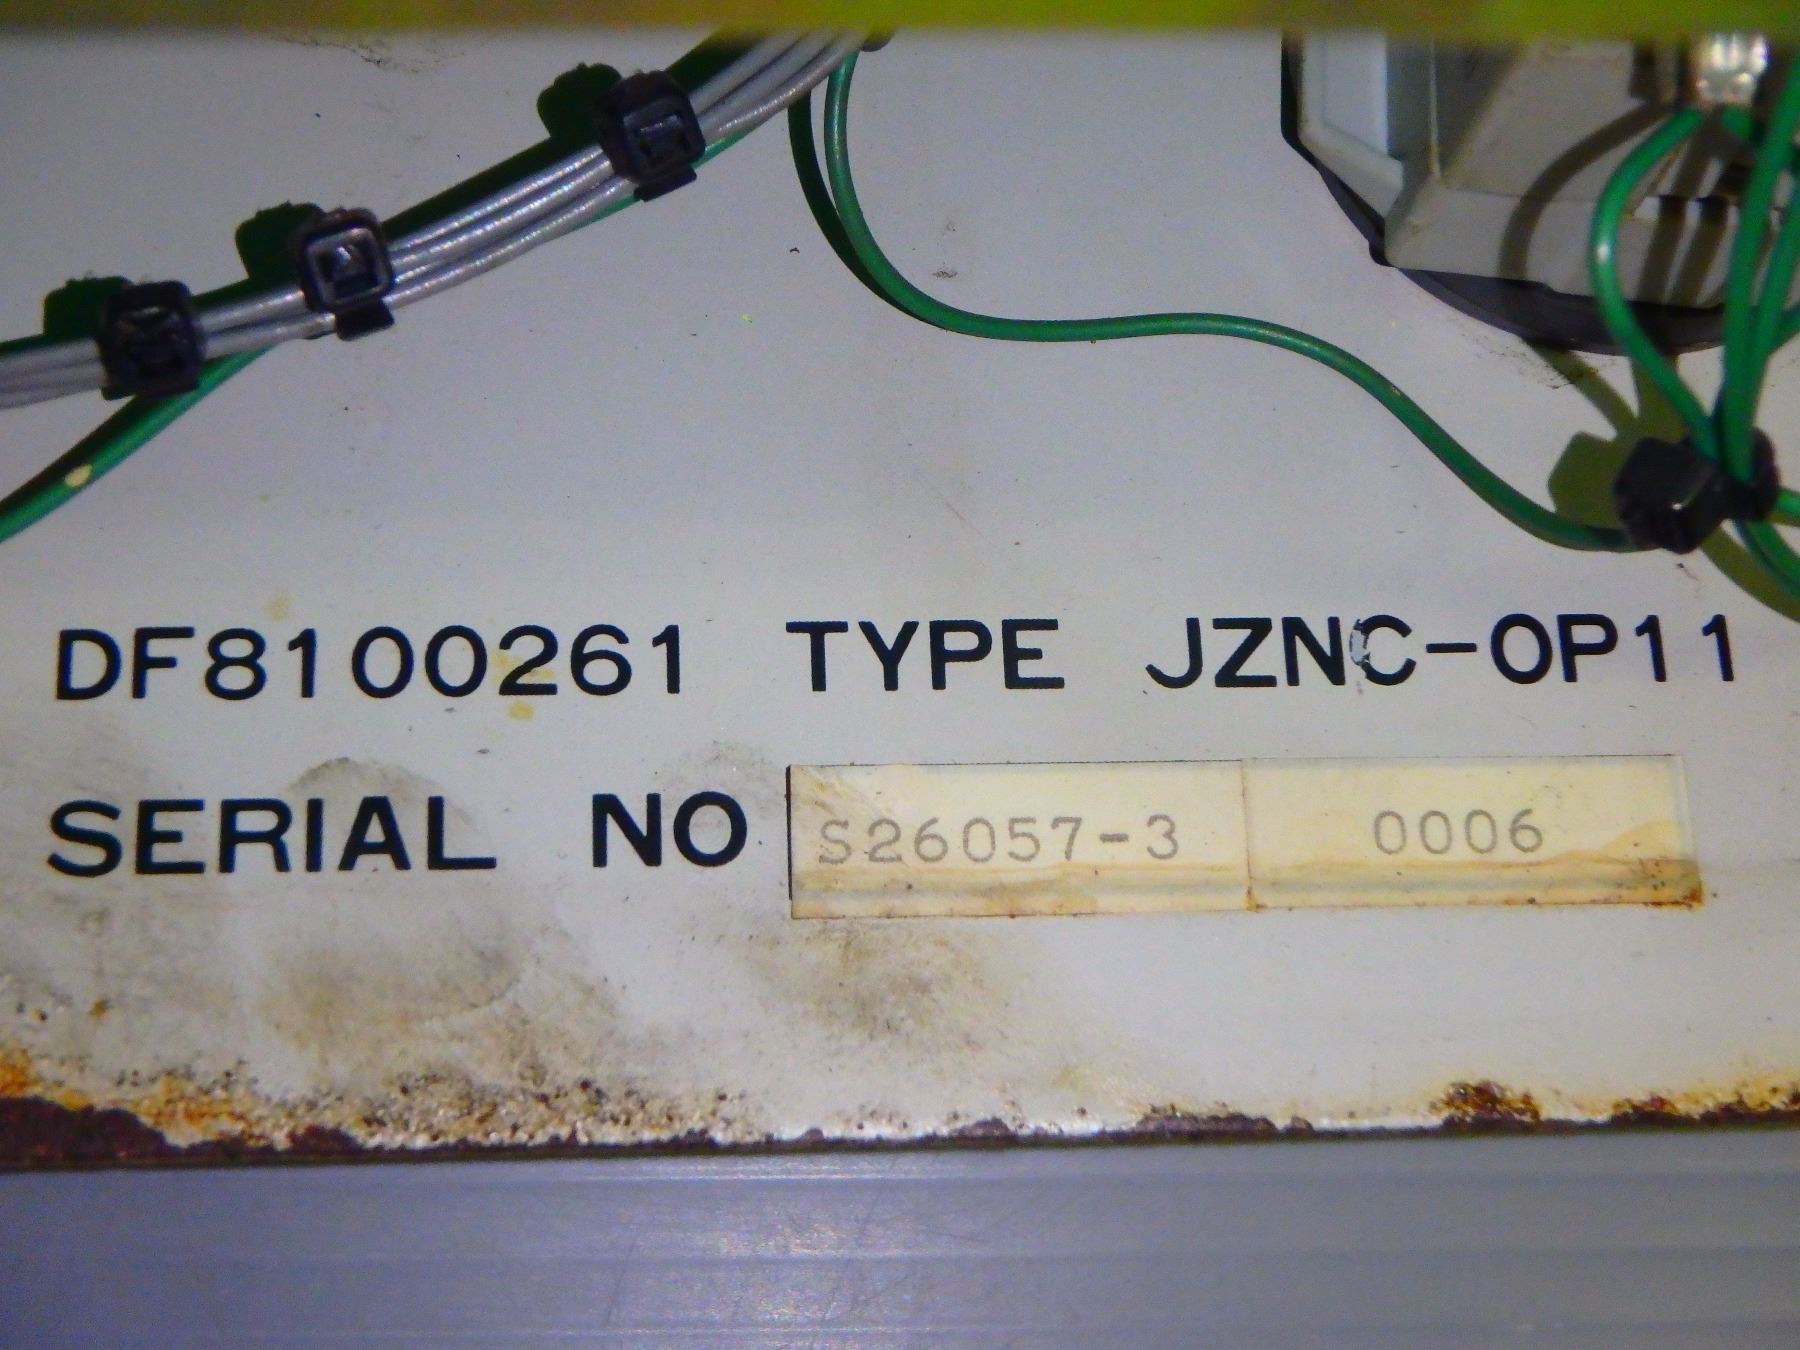 DF8100261 TYPE JZNC-OP11
SERIAL NO S26057-3 0006